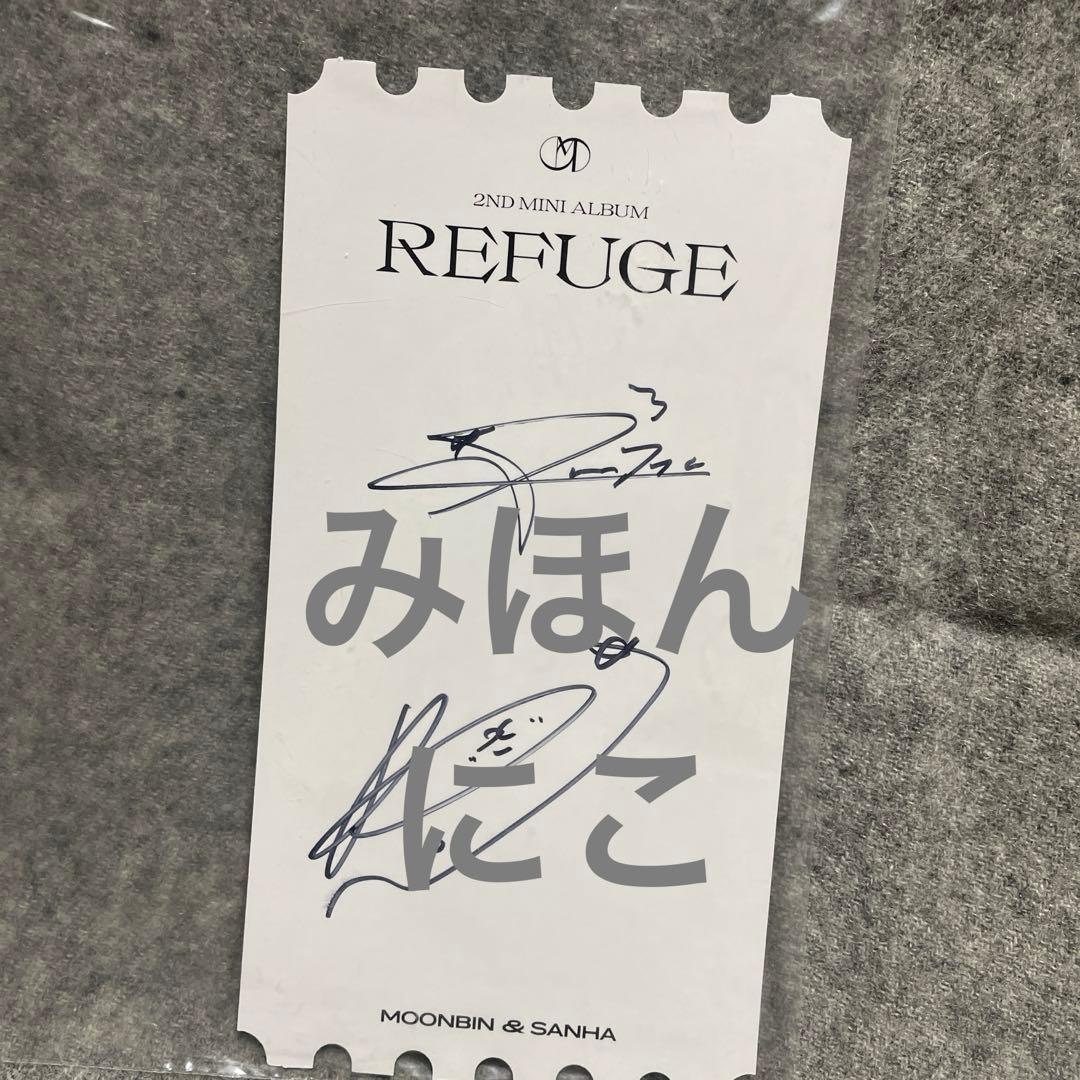 2ND MINI ALBUM
REFUGE
みほん
にこ
MOONBIN & SANHA